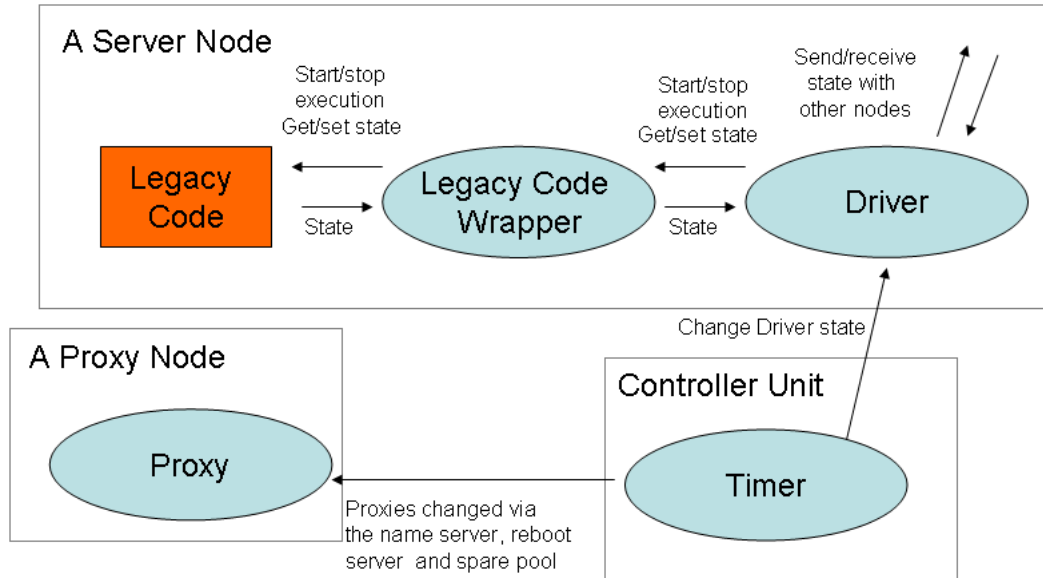 A Server Node
Start/stop
execution
Get/set state
Start/stop
execution
Get/set state
Send/receive
state with
other nodes
Legacy
Code
State
Legacy Code
Wrapper
State
Driver
Change Driver state
A Proxy Node
Proxy
Controller Unit
Timer
Proxies changed via
the name server, reboot
server and spare pool